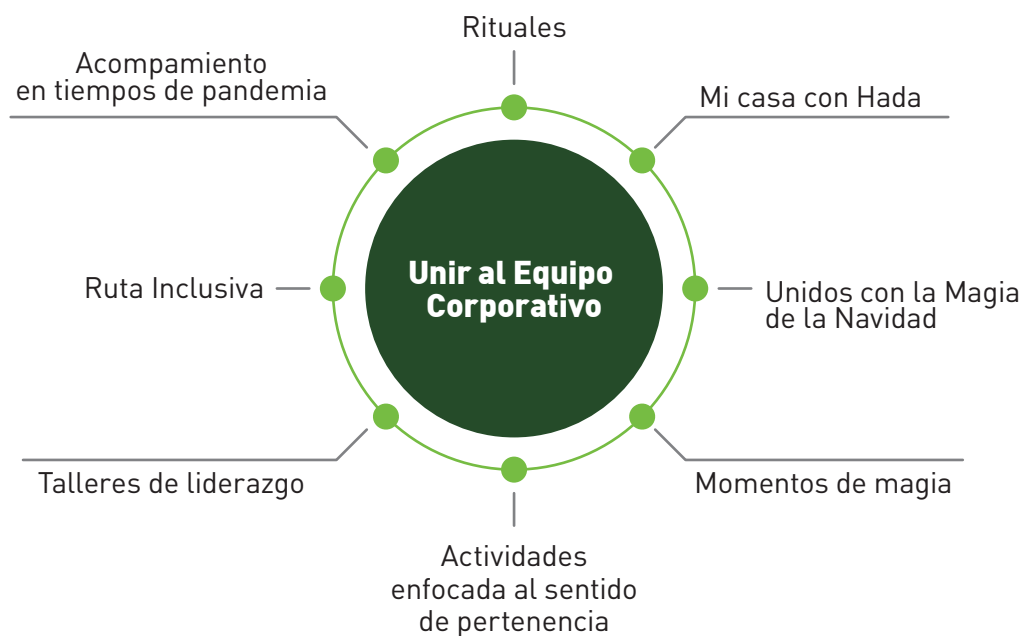 Rituales
Acompamiento
en tiempos de pandemia
Mi casa con Hada
Unir al Equipo
Corporativo
Ruta Inclusiva
Unidos con la Magia
de la Navidad
Talleres de liderazgo
Momentos de magia
Actividades
enfocada al sentido
de pertenencia